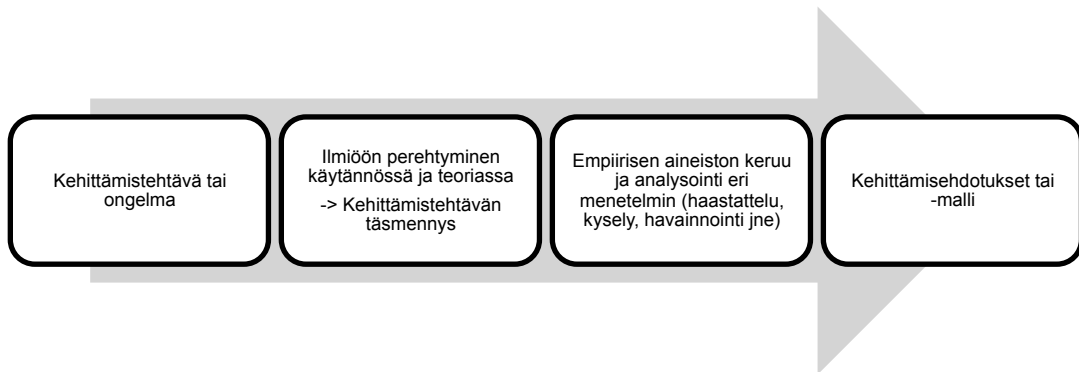 Kehittämistehtävä tai
ongelma
Ilmiöön perehtyminen
käytännössä ja teoriassa
-> Kehittämistehtävän
täsmennys
Empiirisen aineiston keruu
ja analysointi eri
menetelmin (haastattelu,
kysely, havainnointi jne)
Kehittämisehdotukset tai
-malli